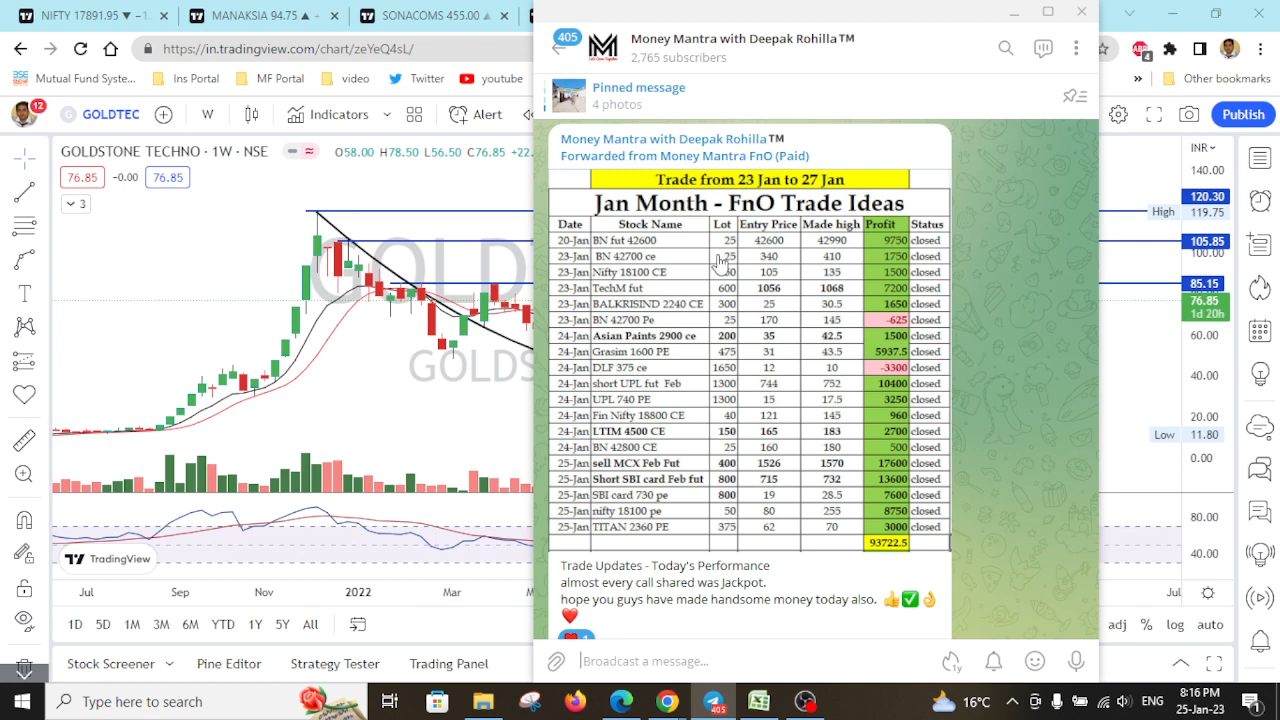 NIFTY 17891.95 ▼ −1.
MANAKSIA 94.75 ▲
SONACOMS 455.00 ▲
https://in.tradingview.com/chart/zeYeQ4sL/
Mutual Fund Syste...
Ins Portal
MF Portal
video
Twitter
youtube
»
Other bookmarks
12
G GOLDTEC
W
Indicators
Alert
Publish
GOLDSTONE TECHNO · 1W · NSE
O58.00 H78.50 L56.50 C76.85 +22.
76.85 -0.00 76.85
3
GOLD
GOLDS
405
Money Mantra with Deepak Rohilla™
2,765 subscribers
Pinned message
4 photos
Money Mantra with Deepak Rohilla™
Forwarded from Money Mantra FnO (Paid)
Trade from 23 Jan to 27 Jan
Jan Month - FnO Trade Ideas
Date Stock Name Lot Entry Price Made high Profit Status
20-Jan BN fut 42600 25 42600 42990 9750 closed
23-Jan BN 42700 ce 25 340 410 1750 closed
23-Jan Nifty 18100 CE 105 135 1500 closed
23-Jan TechM fut 600 1056 1068 7200 closed
23-Jan BALKRISIND 2240 CE 300 25 30.5 1650 closed
23-Jan BN 42700 Pe 25 170 145 -625 closed
24-Jan Asian Paints 2900 ce 200 35 42.5 1500 closed
24-Jan Grasim 1600 PE 475 31 43.5 5937.5 closed
24-Jan DLF 375 ce 1650 12 10 -3300 closed
24-Jan short UPL fut Feb 1300 744 752 10400 closed
24-Jan UPL 740 PE 1300 15 17.5 3250 closed
24-Jan Fin Nifty 18800 CE 40 121 145 960 closed
24-Jan LTIM 4500 CE 150 165 183 2700 closed
24-Jan BN 42800 CE 25 160 180 500 closed
25-Jan sell MCX Feb Fut 400 1526 1570 17600 closed
25-Jan Short SBI card Feb fut 800 715 732 13600 closed
25-Jan SBI card 730 pe 800 19 28.5 7600 closed
25-Jan nifty 18100 pe 50 80 255 8750 closed
25-Jan TITAN 2360 PE 375 62 70 3000 closed
93722.5
Trade Updates - Today's Performance
almost every call shared was Jackpot.
hope you guys have made handsome money today also. 👍✅👌
❤️
Broadcast a message...
1y
INR
140.00
120.30
High 119.75
105.85
100.00
85.15
76.85
1d 20h
60.00
40.00
20.00
Low 11.80
0.00
80.00
40.00
TradingView
Jul Sep Nov 2022 Mar
Jul
1D 5D 1M 3M 6M YTD 1Y 5Y All
adj % log auto
Stock Screener
Pine Editor
Strategy Tester
Trading Panel
Type here to search
405
16°C
ENG
8:16 PM
25-Jan-23